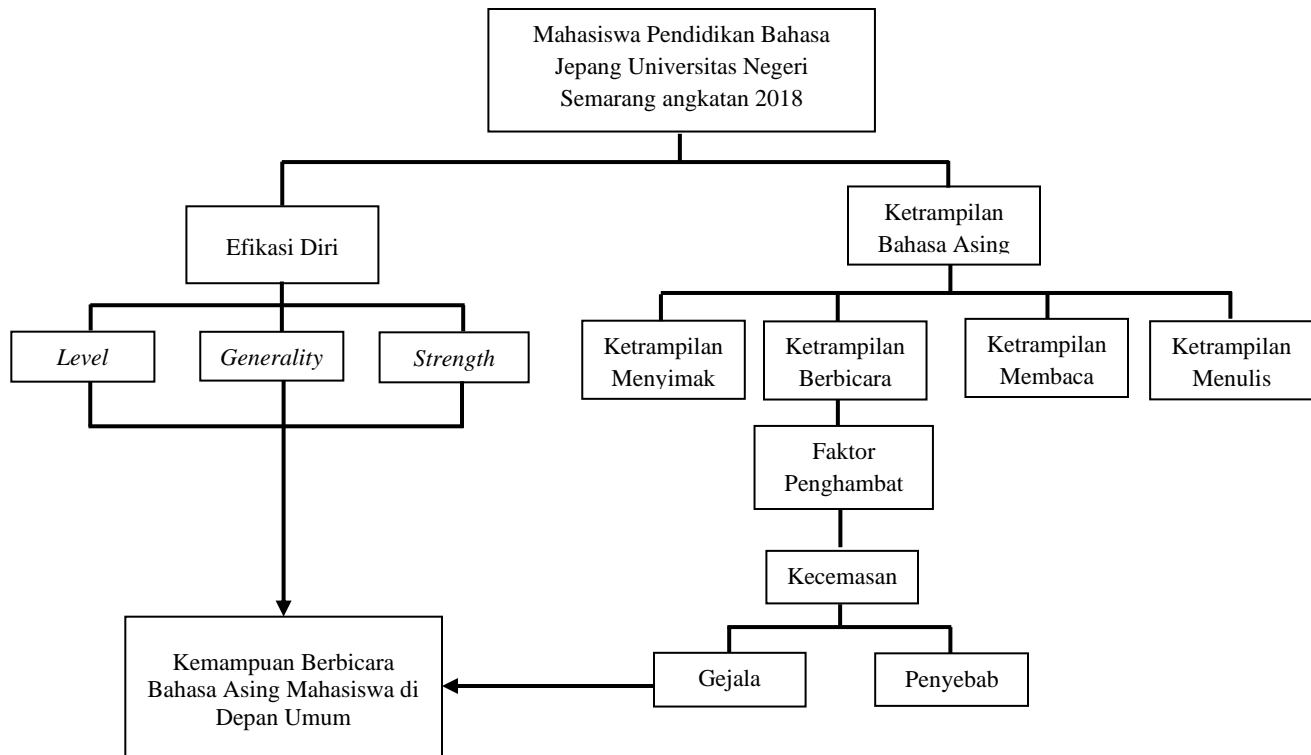 Mahasiswa Pendidikan Bahasa
Jepang Universitas Negeri
Semarang angkatan 2018
Efikasi Diri
Ketrampilan
Bahasa Asing
Level
Generality
Strength
Ketrampilan
Menyimak
Ketrampilan
Berbicara
Ketrampilan
Membaca
Ketrampilan
Menulis
Faktor
Penghambat
Kecemasan
Gejala
Penyebab
Kemampuan Berbicara
Bahasa Asing Mahasiswa di
Depan Umum